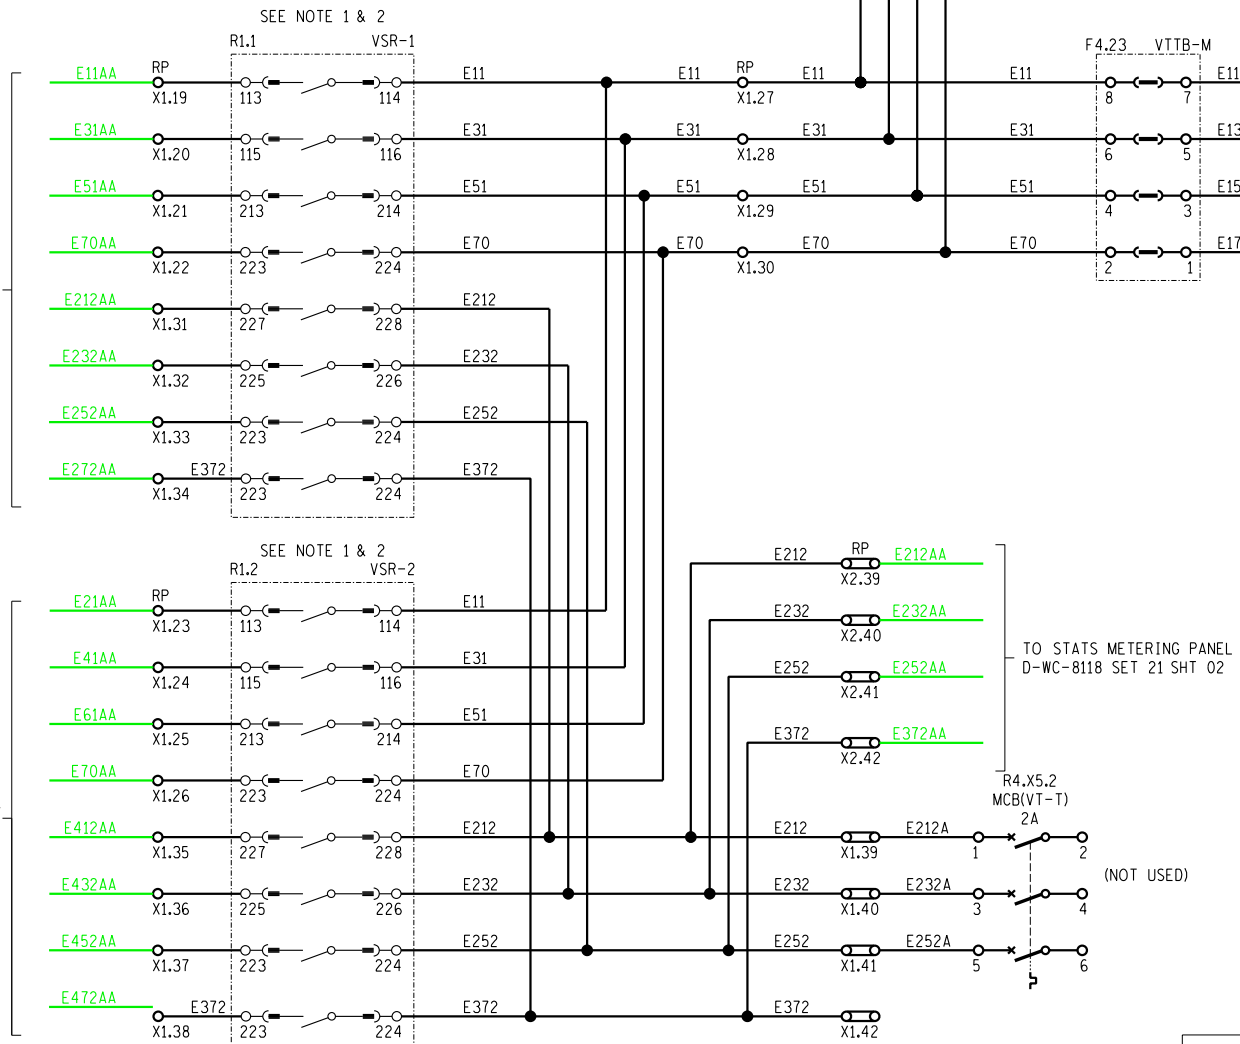 SEE NOTE 1 & 2
R1.1 VSR-1
F4.23 VTTB-M
E11AA RP X1.19 113 114 E11 E11 RP X1.27 E11 E11 8 7 E11
E31AA X1.20 115 116 E31 E31 X1.28 E31 E31 6 5 E13
E51AA X1.21 213 214 E51 E51 X1.29 E51 E51 4 3 E15
E70AA X1.22 223 224 E70 E70 X1.30 E70 E70 2 1 E17
E212AA X1.31 227 228 E212
E232AA X1.32 225 226 E232
E252AA X1.33 223 224 E252
E272AA X1.34 E372 223 224 E372
SEE NOTE 1 & 2
R1.2 VSR-2
E21AA RP X1.23 113 114 E11
E41AA X1.24 115 116 E31
E61AA X1.25 213 214 E51
E70AA X1.26 223 224 E70
E412AA X1.35 227 228 E212
E432AA X1.36 225 226 E232
E452AA X1.37 223 224 E252
E472AA X1.38 E372 223 224 E372
E212 RP X2.39 E212AA
E232 X2.40 E232AA
E252 X2.41 E252AA
E372 X2.42 E372AA
TO STATS METERING PANEL
D-WC-8118 SET 21 SHT 02
R4.X5.2
MCB(VT-T)
2A
E212 X1.39 E212A 1 2
(NOT USED)
E232 X1.40 E232A 3 4
E252 X1.41 E252A 5 6
E372 X1.42